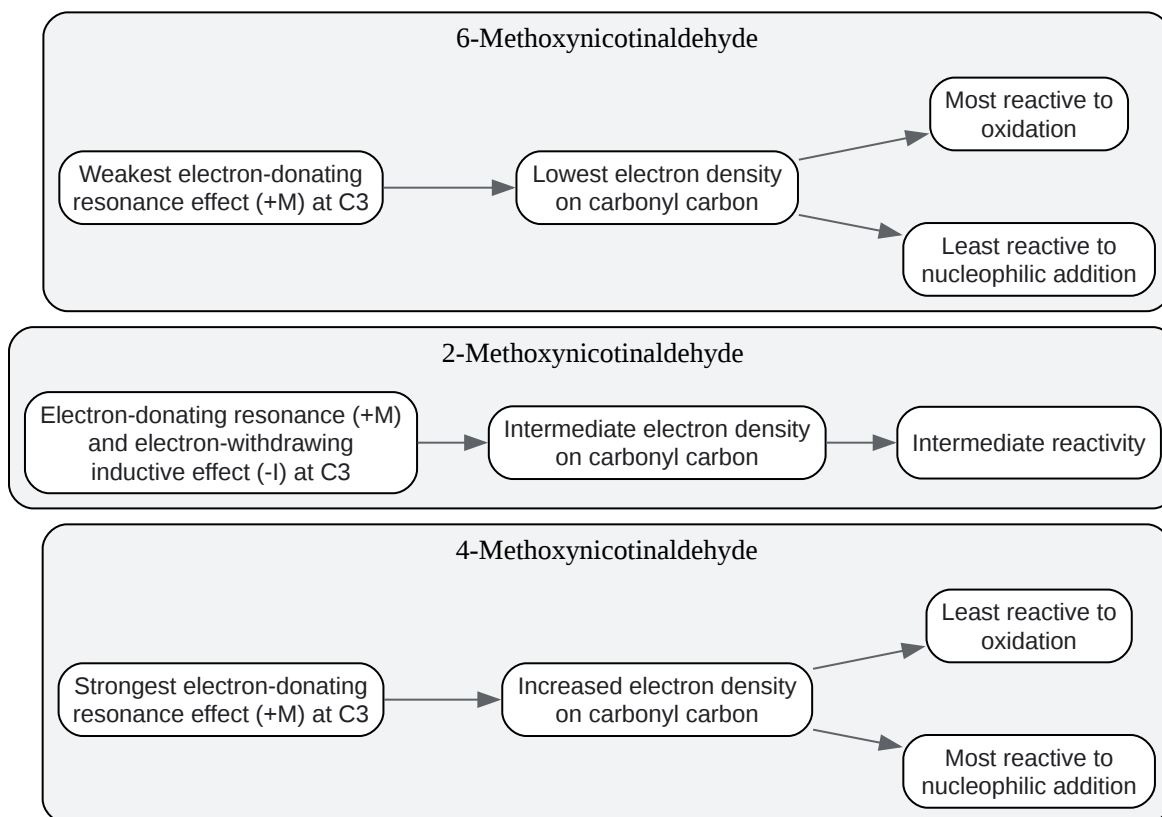 6-Methoxynicotinaldehyde
Weakest electron-donating
resonance effect (+M) at C3
Lowest electron density
on carbonyl carbon
Most reactive to
oxidation
Least reactive to
nucleophilic addition
2-Methoxynicotinaldehyde
Electron-donating resonance (+M)
and electron-withdrawing
inductive effect (-I) at C3
Intermediate electron density
on carbonyl carbon
Intermediate reactivity
4-Methoxynicotinaldehyde
Strongest electron-donating
resonance effect (+M) at C3
Increased electron density
on carbonyl carbon
Least reactive to
oxidation
Most reactive to
nucleophilic addition